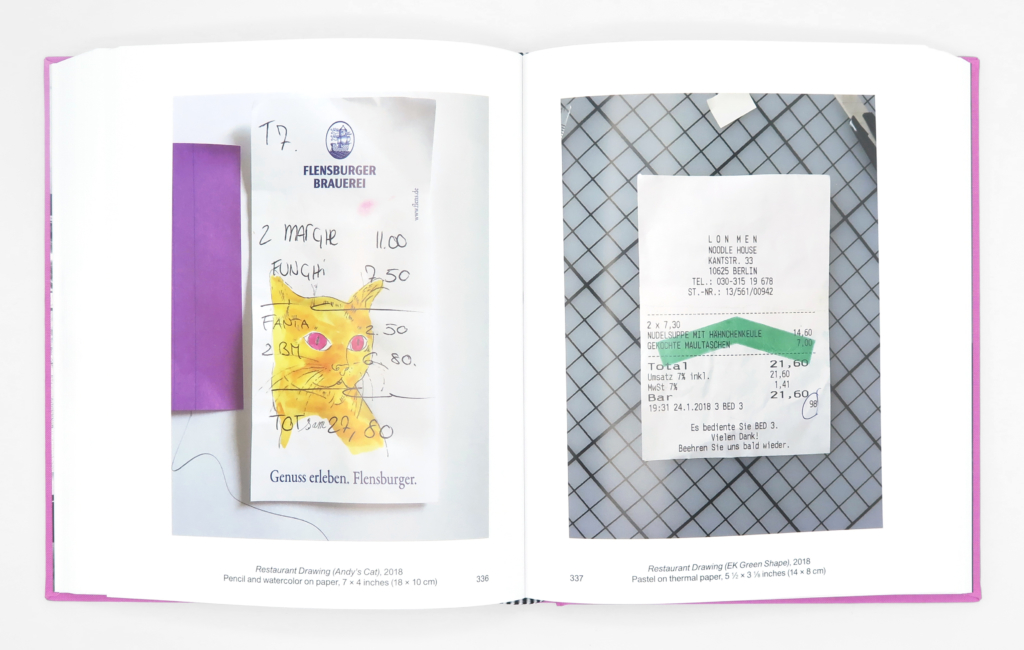 T7.
FLENSBURGER
BRAUEREI
www.flens.de
2 MARGHE 11.00
FUNGHi 7.50
FANTA 2.50
2 BM 6.80.
TOT sam 27,80
Genuss erleben. Flensburger.
Restaurant Drawing (Andy's Cat), 2018
Pencil and watercolor on paper, 7 × 4 inches (18 × 10 cm)
336
LON MEN
NOODLE HOUSE
KANTSTR. 33
10625 BERLIN
TEL.: 030-315 19 678
ST.-NR.: 13/561/00942
2 x 7,30
NUDELSUPPE MIT HÄHNCHENKEULE 14,60
GEKOCHTE MAULTASCHEN 7,00
Total 21,60
Umsatz 7% inkl. 21,60
MwSt 7% 1,41
Bar 21,60
19:31 24.1.2018 3 BED 3
98
Es bediente Sie BED 3.
Vielen Dank!
Beehren Sie uns bald wieder.
337
Restaurant Drawing (EK Green Shape), 2018
Pastel on thermal paper, 5 ½ × 3 ⅛ inches (14 × 8 cm)